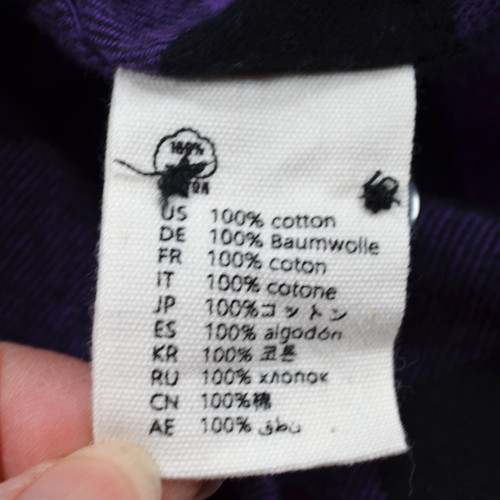 100%
US 100% cotton
DE 100% Baumwolle
FR 100% coton
IT 100% cotone
JP 100%コットン
ES 100% algodón
KR 100% 코튼
RU 100% хлопок
CN 100%棉
AE 100% قطن